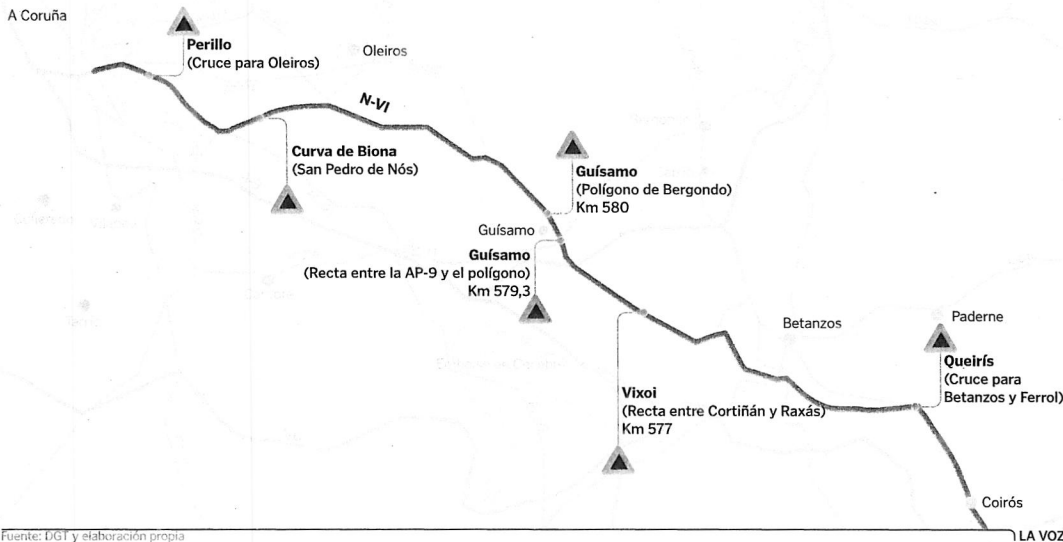 A Coruña
Perillo
(Cruce para Oleiros)
Oleiros
N-VI
Curva de Biona
(San Pedro de Nós)
Guísamo
(Polígono de Bergondo)
Km 580
Guísamo
Guísamo
(Recta entre la AP-9 y el polígono)
Km 579,3
Betanzos
Paderne
Queirís
(Cruce para
Betanzos y Ferrol)
Vixoi
(Recta entre Cortiñán y Raxás)
Km 577
Coirós
Fuente: DGT y elaboración propia
LA VOZ